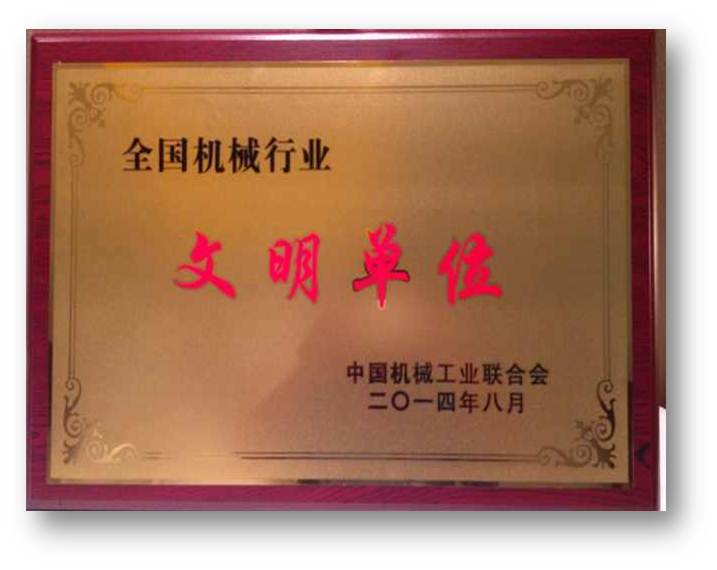 全国机械行业
文明单位
中国机械工业联合会
二〇一四年八月